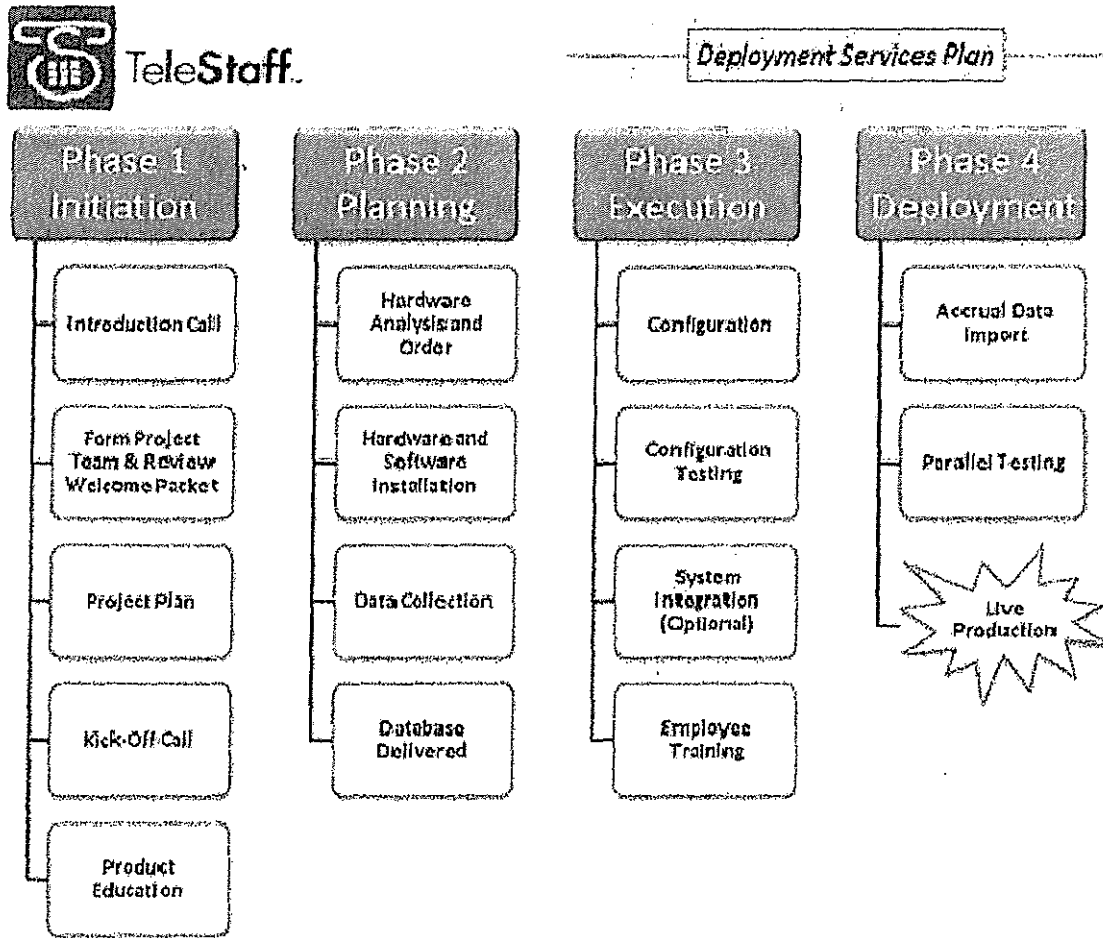 TeleStaff™
Deployment Services Plan
Phase 1
Initiation
Introduction Call
Form Project
Team & Review
Welcome Packet
Project Plan
Kick-Off Call
Product
Education
Phase 2
Planning
Hardware
Analysis and
Order
Hardware and
Software
Installation
Data Collection
Database
Delivered
Phase 3
Execution
Configuration
Configuration
Testing
System
Integration
(Optional)
Employee
Training
Phase 4
Deployment
Accrual Data
Import
Parallel Testing
Live
Production